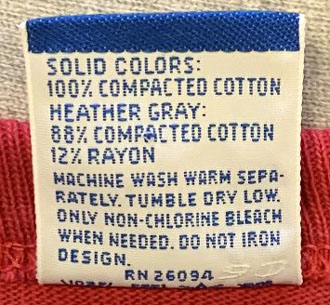 SOLID COLORS:
100% COMPACTED COTTON
HEATHER GRAY:
88% COMPACTED COTTON
12% RAYON
MACHINE WASH WARM SEPA-
RATELY. TUMBLE DRY LOW.
ONLY NON-CHLORINE BLEACH
WHEN NEEDED. DO NOT IRON
DESIGN.
RN 26094